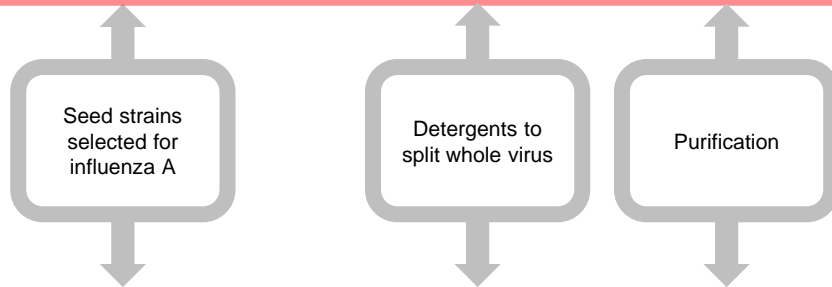 Seed strains
selected for
influenza A
Detergents to
split whole virus
Purification